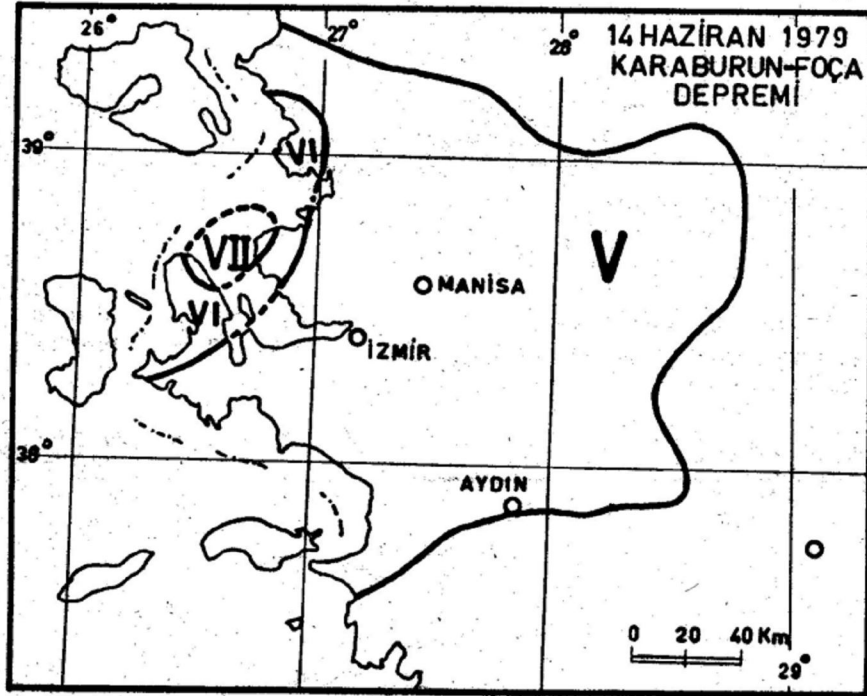 26°
27°
28°
14 HAZİRAN 1979
KARABURUN-FOÇA
DEPREMİ
39°
VI
VII
V
MANİSA
VI
İZMİR
38°
AYDIN
0 20 40 Km
29°